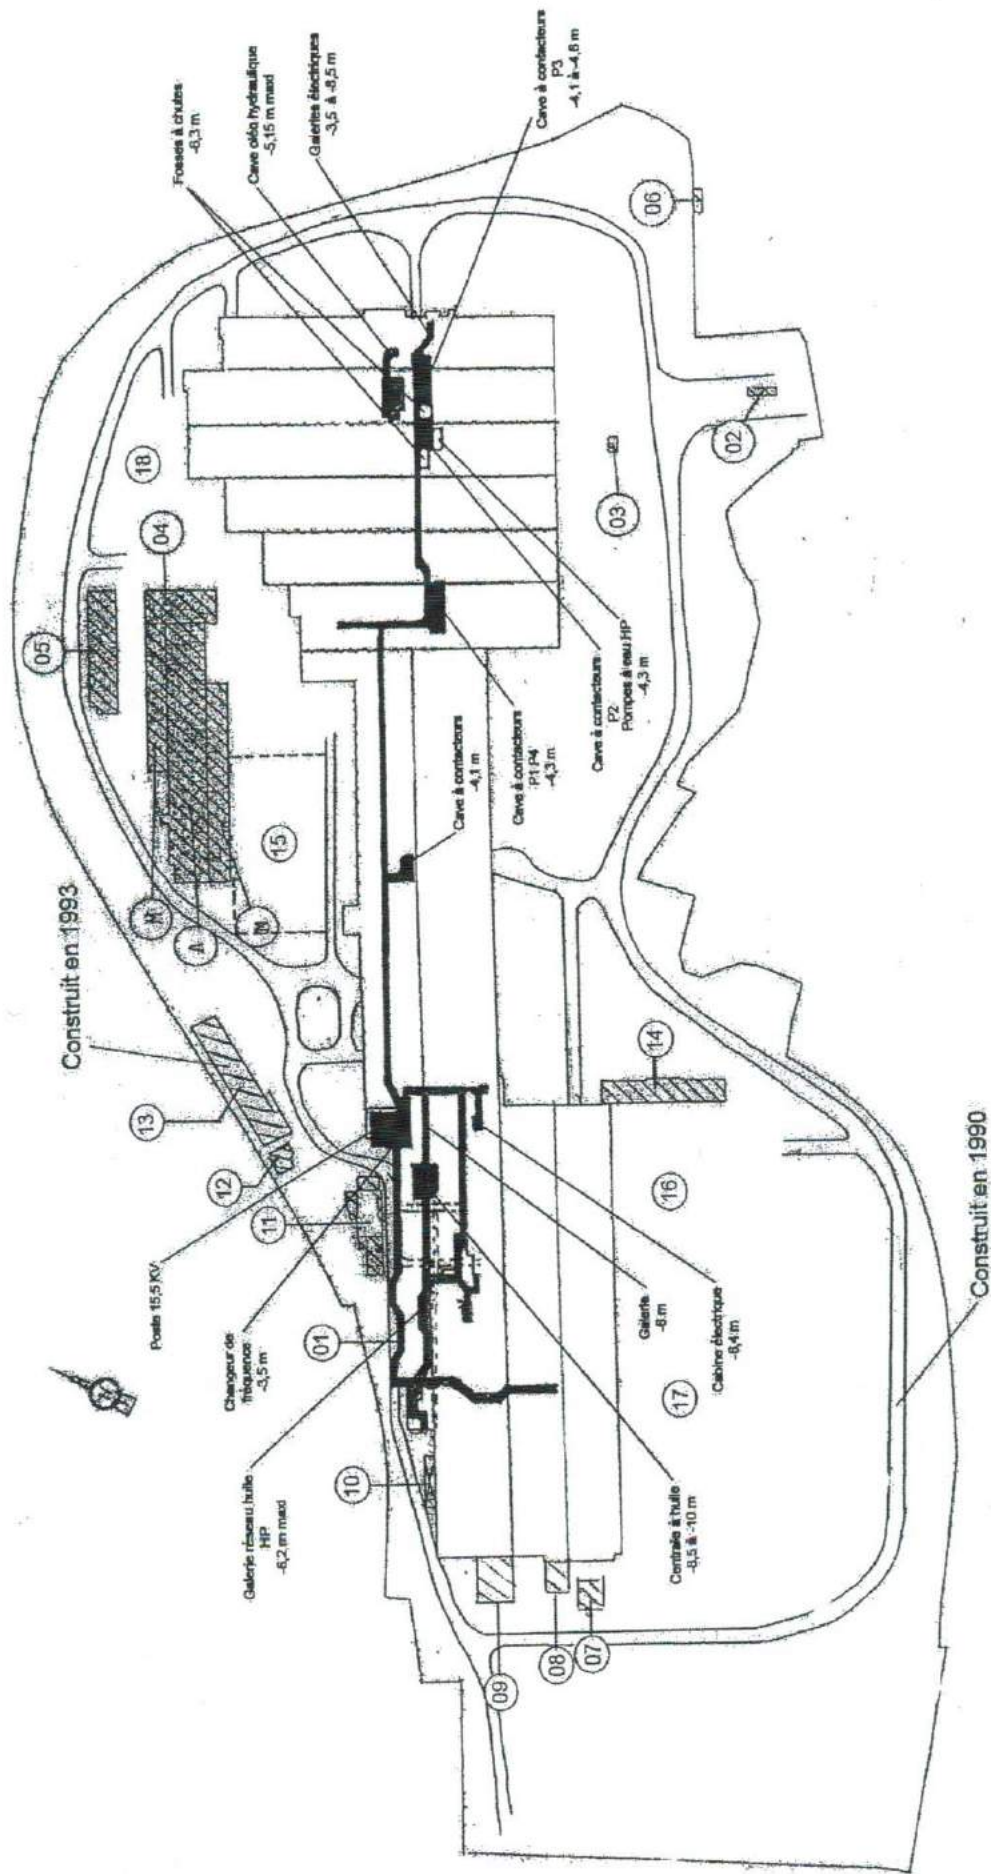 Fosses à chutes
-6,3 m
Cave oléo hydraulique
-5,15 m maxi
Galeries électriques
-3,5 à -8,5 m
Cave à contacteurs
P3
-4,1 à -4,6 m
06
18
04
05
02
03
Cave à contacteurs
P2
Pompes à eau HP
-4,3 m
Cave à contacteurs
P1 P4
-4,3 m
Cave à contacteurs
-4,1 m
15
A
Construit en 1993
13
12
11
14
16
Poste 15,5 KV
Changeur de
fréquence
-3,5 m
01
Galerie
-6 m
Cabine électrique
-6,4 m
17
Construit en 1990
Galerie réseau huile
HP
-6,2 m maxi
10
Centrale à huile
-8,5 à -10 m
09
08
07